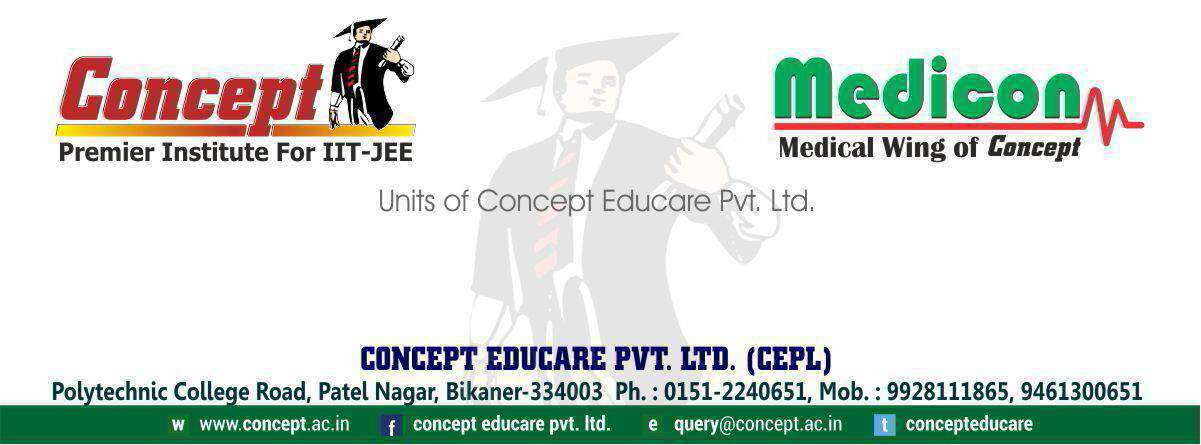 Concept
Premier Institute For IIT-JEE
Medicon
Medical Wing of Concept
Units of Concept Educare Pvt. Ltd.
CONCEPT EDUCARE PVT. LTD. (CEPL)
Polytechnic College Road, Patel Nagar, Bikaner-334003 Ph. : 0151-2240651, Mob. : 9928111865, 9461300651
w www.concept.ac.in f concept educare pvt. ltd. e query@concept.ac.in t concepteducare